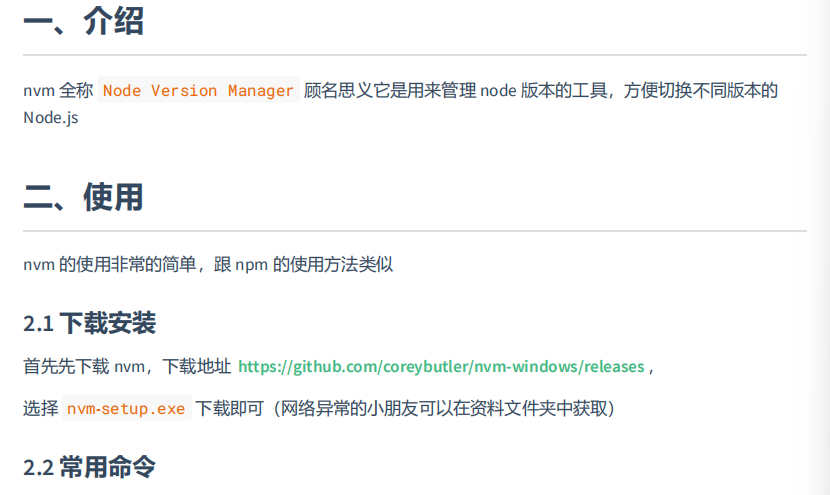 一、介绍
nvm 全称 Node Version Manager 顾名思义它是用来管理 node 版本的工具，方便切换不同版本的
Node.js
二、使用
nvm 的使用非常的简单，跟 npm 的使用方法类似
2.1 下载安装
首先先下载 nvm，下载地址 https://github.com/coreybutler/nvm-windows/releases ，
选择 nvm-setup.exe 下载即可（网络异常的小朋友可以在资料文件夹中获取）
2.2 常用命令